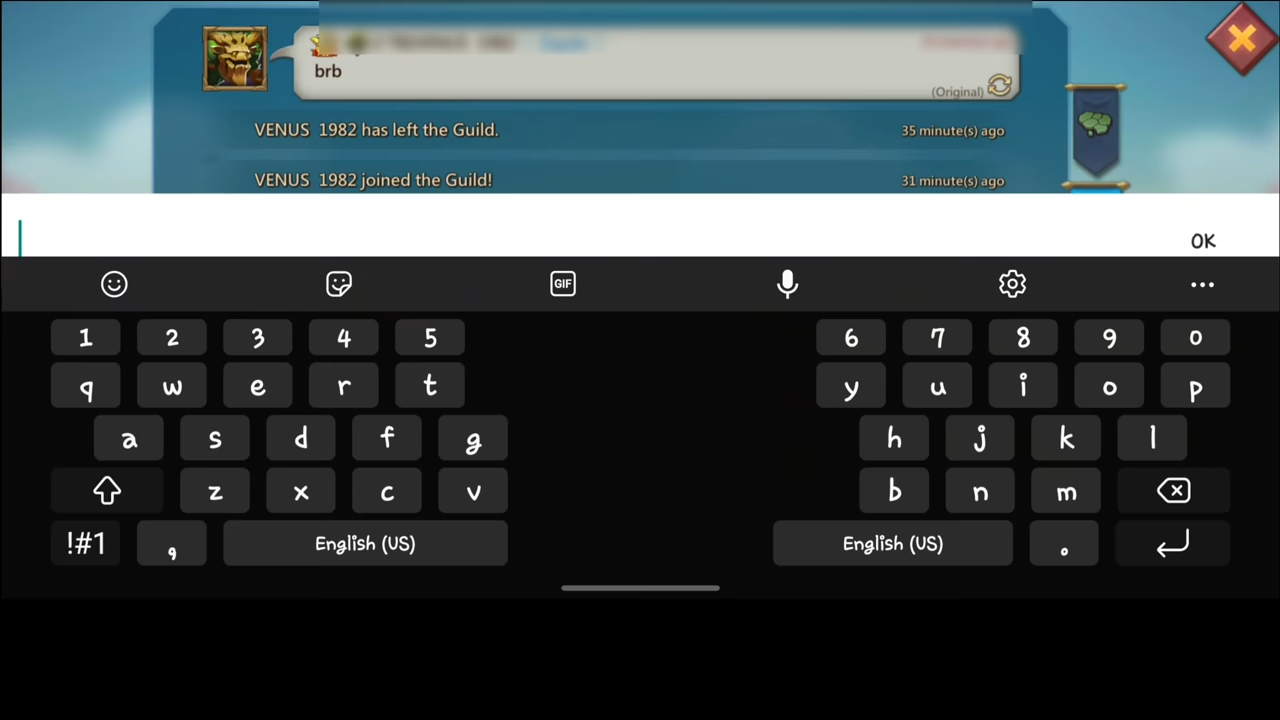 brb
(Original)
VENUS 1982 has left the Guild. 35 minute(s) ago
VENUS 1982 joined the Guild! 31 minute(s) ago
OK
GIF
1 2 3 4 5 6 7 8 9 0
q w e r t y u i o p
a s d f g h j k l
z x c v b n m
!#1 , English (US) English (US) .